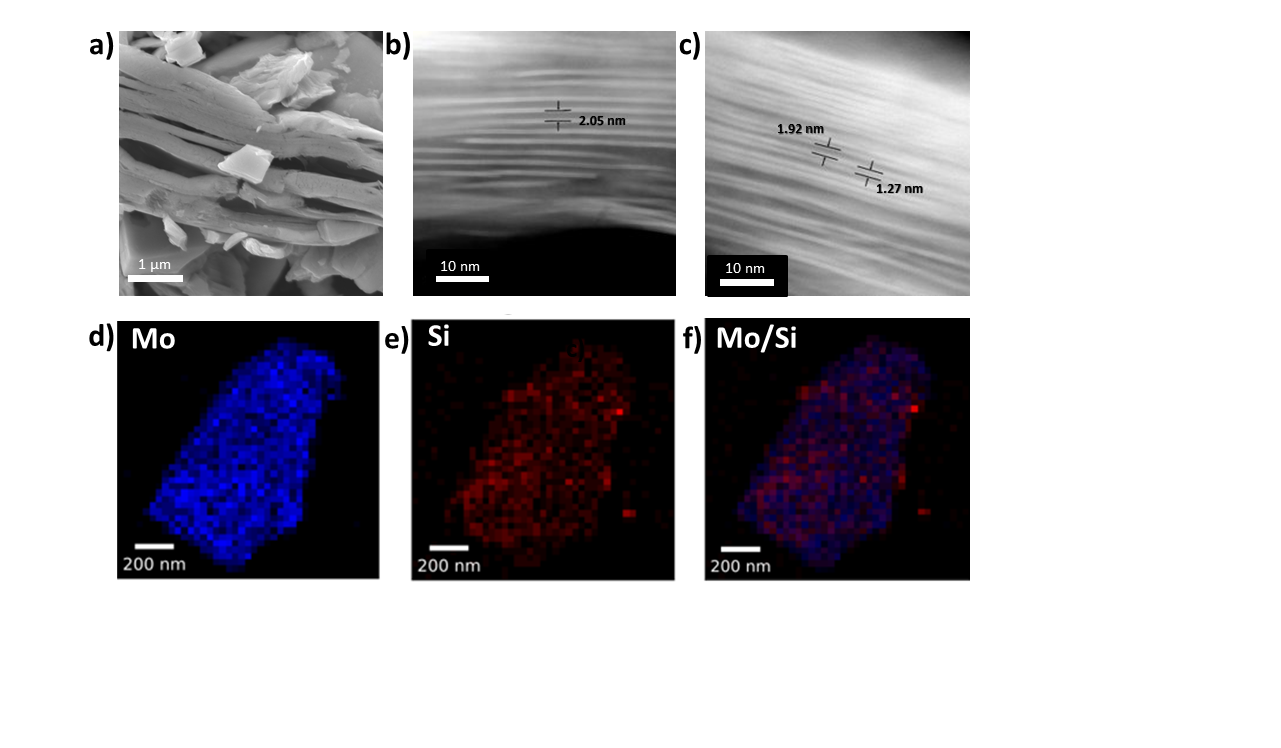 a)
b)
c)
2.05 nm
1.92 nm
1.27 nm
1 µm
10 nm
10 nm
d)
Mo
e)
Si
f)
Mo/Si
200 nm
200 nm
200 nm